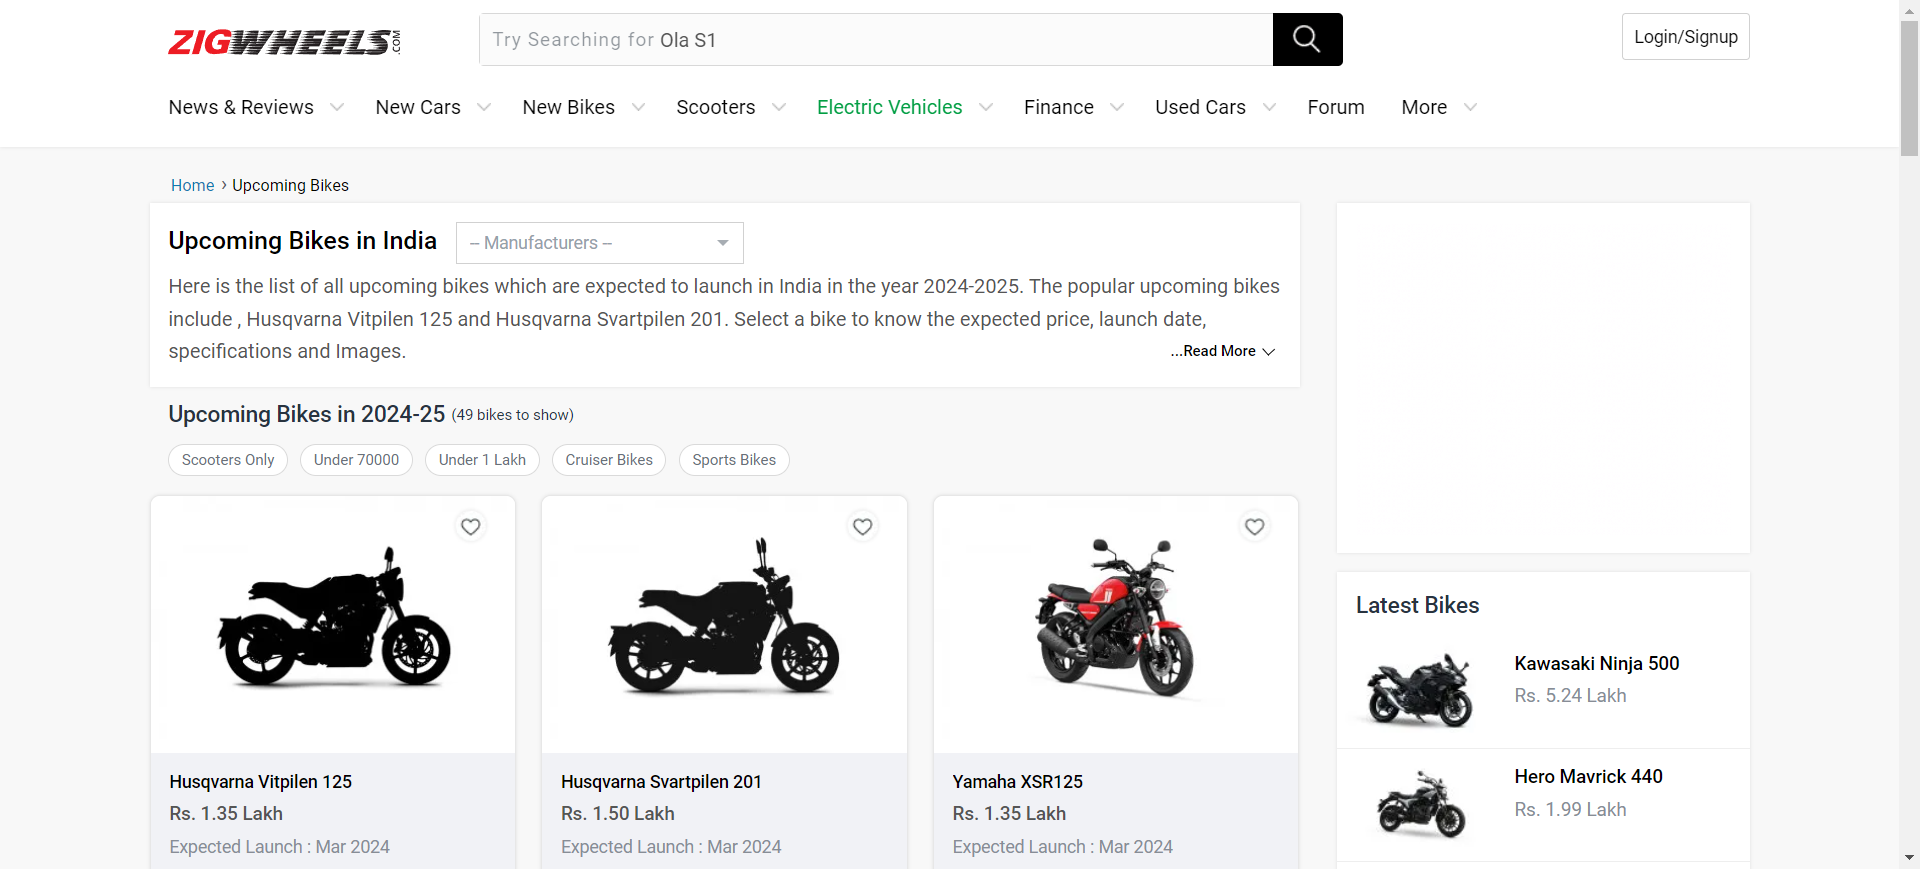 ZIGWHEELS.COM
Try Searching for Ola S1
Login/Signup
News & Reviews
New Cars
New Bikes
Scooters
Electric Vehicles
Finance
Used Cars
Forum
More
Home › Upcoming Bikes
Upcoming Bikes in India
-- Manufacturers --
Here is the list of all upcoming bikes which are expected to launch in India in the year 2024-2025. The popular upcoming bikes
include , Husqvarna Vitpilen 125 and Husqvarna Svartpilen 201. Select a bike to know the expected price, launch date,
specifications and Images.
...Read More
Upcoming Bikes in 2024-25 (49 bikes to show)
Scooters Only
Under 70000
Under 1 Lakh
Cruiser Bikes
Sports Bikes
Husqvarna Vitpilen 125
Rs. 1.35 Lakh
Expected Launch : Mar 2024
Husqvarna Svartpilen 201
Rs. 1.50 Lakh
Expected Launch : Mar 2024
Yamaha XSR125
Rs. 1.35 Lakh
Expected Launch : Mar 2024
Latest Bikes
Kawasaki Ninja 500
Rs. 5.24 Lakh
Hero Mavrick 440
Rs. 1.99 Lakh